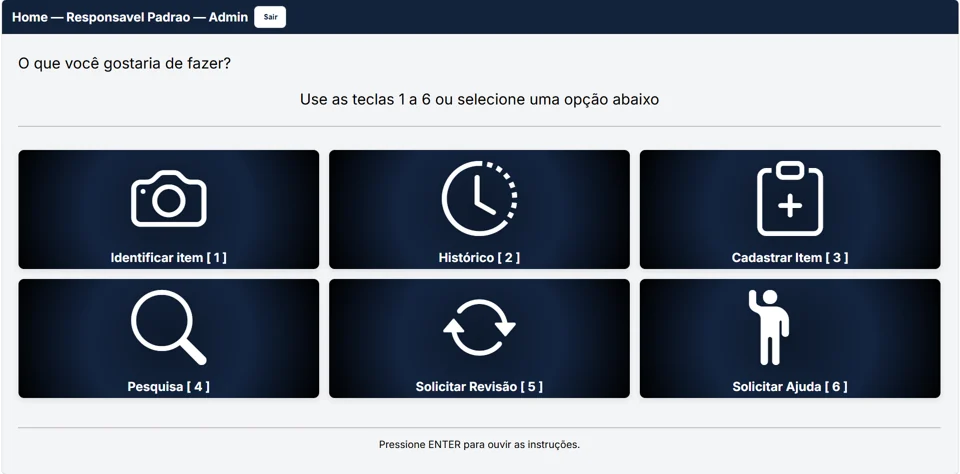 Home — Responsavel Padrao — Admin Sair
O que você gostaria de fazer?
Use as teclas 1 a 6 ou selecione uma opção abaixo
Identificar item [ 1 ]
Histórico [ 2 ]
Cadastrar Item [ 3 ]
Pesquisa [ 4 ]
Solicitar Revisão [ 5 ]
Solicitar Ajuda [ 6 ]
Pressione ENTER para ouvir as instruções.